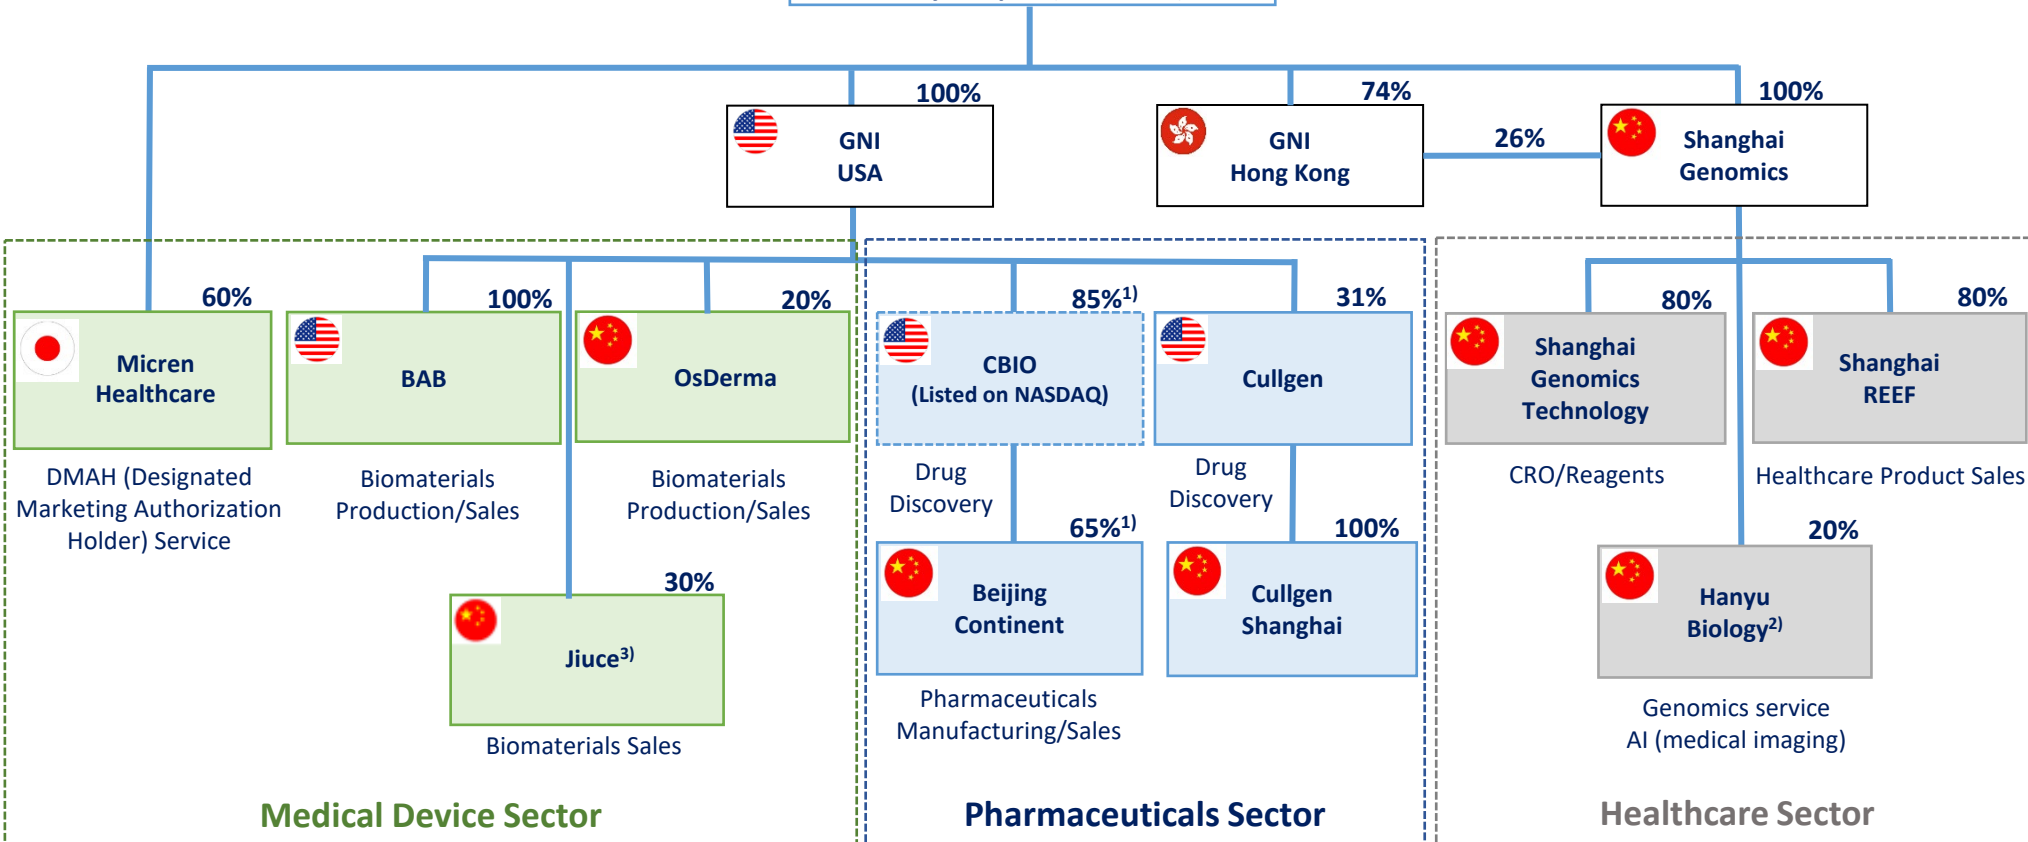 100%
74%
100%
GNI
USA
GNI
Hong Kong
26%
Shanghai
Genomics
60%
100%
20%
85%1)
31%
80%
80%
Micren
Healthcare
BAB
OsDerma
CBIO
(Listed on NASDAQ)
Cullgen
Shanghai
Genomics
Technology
Shanghai
REEF
DMAH (Designated
Marketing Authorization
Holder) Service
Biomaterials
Production/Sales
Biomaterials
Production/Sales
Drug
Discovery
Drug
Discovery
CRO/Reagents
Healthcare Product Sales
30%
65%1)
100%
20%
Jiuce3)
Beijing
Continent
Cullgen
Shanghai
Hanyu
Biology2)
Biomaterials Sales
Pharmaceuticals
Manufacturing/Sales
Genomics service
AI (medical imaging)
Medical Device Sector
Pharmaceuticals Sector
Healthcare Sector